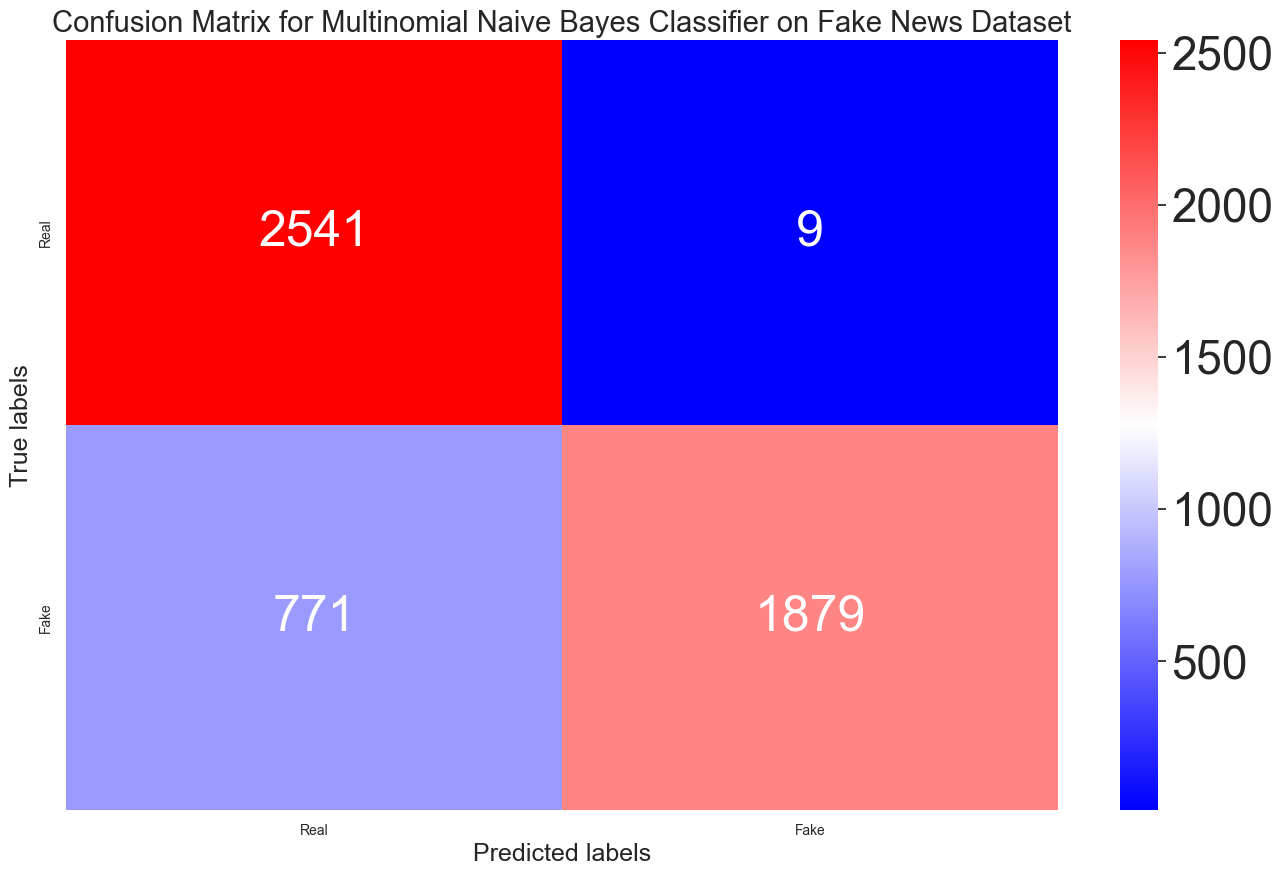 Confusion Matrix for Multinomial Naive Bayes Classifier on Fake News Dataset
2541
9
771
1879
Real
Fake
True labels
Real
Fake
Predicted labels
2500
2000
1500
1000
500